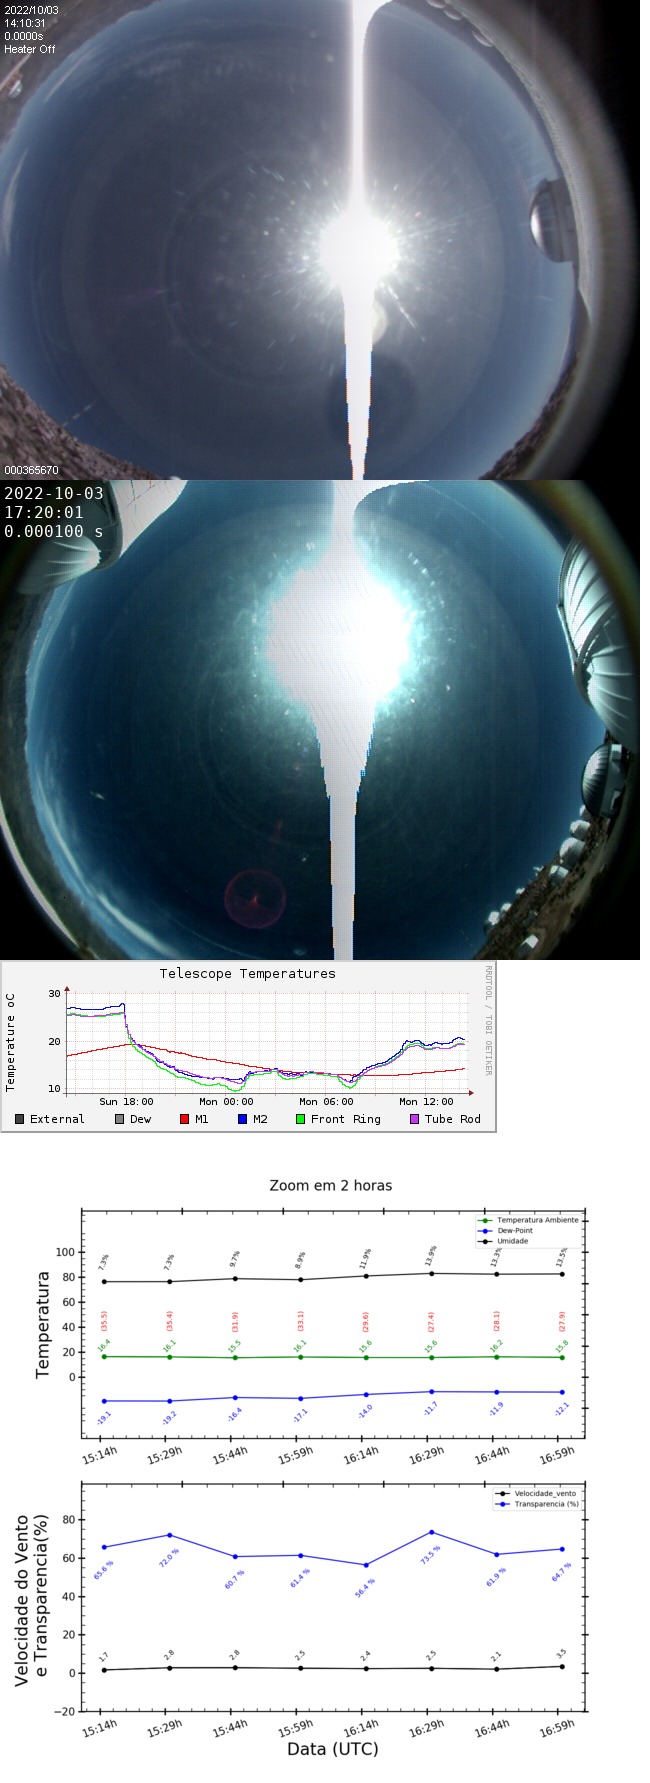 2022/10/03
14:10:31
0.0000s
Heater Off
000365670
2022-10-03
17:20:01
0.000100 s
Telescope Temperatures
RRDTOOL / TOBI OETIKER
Temperature oC
30
20
10
Sun 18:00 Mon 00:00 Mon 06:00 Mon 12:00
External Dew M1 M2 Front Ring Tube Rod
Zoom em 2 horas
Temperatura Ambiente
Dew-Point
Umidade
Temperatura
100
80
60
40
20
0
7.3% 7.3% 9.7% 8.9% 11.9% 13.9% 13.3% 13.5%
(35.5) (35.4) (31.9) (33.1) (29.6) (27.4) (28.1) (27.9)
16.4 16.1 15.5 16.1 15.6 15.6 16.2 15.8
-19.1 -19.2 -16.4 -17.1 -14.0 -11.7 -11.9 -12.1
15:14h 15:29h 15:44h 15:59h 16:14h 16:29h 16:44h 16:59h
Velocidade_vento
Transparencia (%)
Velocidade do Vento
e Transparencia(%)
80
60
40
20
0
−20
65.6 % 72.0 % 60.7 % 61.4 % 56.4 % 73.5 % 61.9 % 64.7 %
1.7 2.8 2.8 2.5 2.4 2.5 2.1 3.5
15:14h 15:29h 15:44h 15:59h 16:14h 16:29h 16:44h 16:59h
Data (UTC)